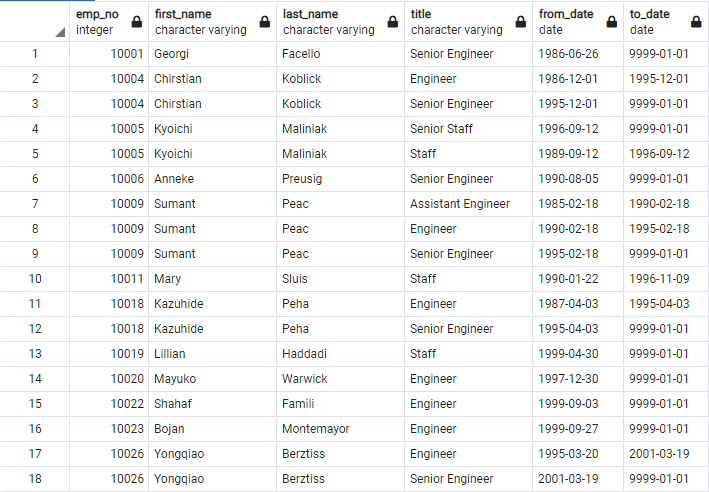 emp_no first_name last_name title from_date to_date
integer character varying character varying character varying date date
1 10001 Georgi Facello Senior Engineer 1986-06-26 9999-01-01
2 10004 Chirstian Koblick Engineer 1986-12-01 1995-12-01
3 10004 Chirstian Koblick Senior Engineer 1995-12-01 9999-01-01
4 10005 Kyoichi Maliniak Senior Staff 1996-09-12 9999-01-01
5 10005 Kyoichi Maliniak Staff 1989-09-12 1996-09-12
6 10006 Anneke Preusig Senior Engineer 1990-08-05 9999-01-01
7 10009 Sumant Peac Assistant Engineer 1985-02-18 1990-02-18
8 10009 Sumant Peac Engineer 1990-02-18 1995-02-18
9 10009 Sumant Peac Senior Engineer 1995-02-18 9999-01-01
10 10011 Mary Sluis Staff 1990-01-22 1996-11-09
11 10018 Kazuhide Peha Engineer 1987-04-03 1995-04-03
12 10018 Kazuhide Peha Senior Engineer 1995-04-03 9999-01-01
13 10019 Lillian Haddadi Staff 1999-04-30 9999-01-01
14 10020 Mayuko Warwick Engineer 1997-12-30 9999-01-01
15 10022 Shahaf Famili Engineer 1999-09-03 9999-01-01
16 10023 Bojan Montemayor Engineer 1999-09-27 9999-01-01
17 10026 Yongqiao Berztiss Engineer 1995-03-20 2001-03-19
18 10026 Yongqiao Berztiss Senior Engineer 2001-03-19 9999-01-01